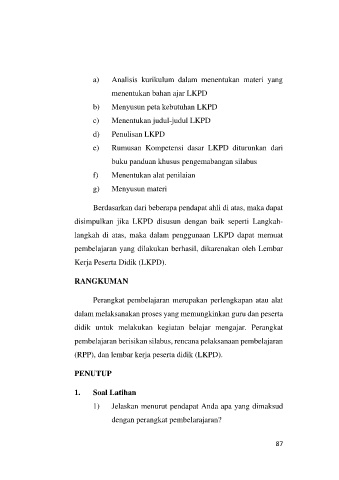 a) Analisis kurikulum dalam menentukan materi yang
menentukan bahan ajar LKPD
b) Menyusun peta kebutuhan LKPD
c) Menentukan judul-judul LKPD
d) Penulisan LKPD
e) Rumusan Kompetensi dasar LKPD diturunkan dari
buku panduan khusus pengemabangan silabus
f) Menentukan alat penilaian
g) Menyusun materi
Berdasarkan dari beberapa pendapat ahli di atas, maka dapat
disimpulkan jika LKPD disusun dengan baik seperti Langkah-
langkah di atas, maka dalam penggunaan LKPD dapat memuat
pembelajaran yang dilakukan berhasil, dikarenakan oleh Lembar
Kerja Peserta Didik (LKPD).
RANGKUMAN
Perangkat pembelajaran merupakan perlengkapan atau alat
dalam melaksanakan proses yang memungkinkan guru dan peserta
didik untuk melakukan kegiatan belajar mengajar. Perangkat
pembelajaran berisikan silabus, rencana pelaksanaan pembelajaran
(RPP), dan lembar kerja peserta didik (LKPD).
PENUTUP
1. Soal Latihan
1) Jelaskan menurut pendapat Anda apa yang dimaksud
dengan perangkat pembelarajaran?
87